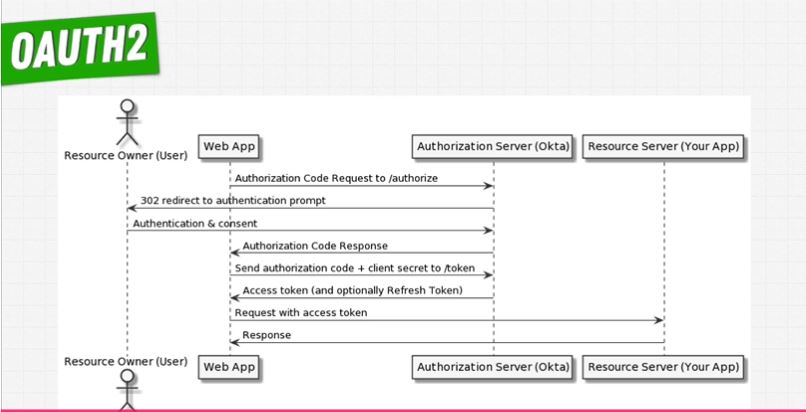 OAUTH2
Resource Owner (User)
Web App
Authorization Server (Okta)
Resource Server (Your App)
Authorization Code Request to /authorize
302 redirect to authentication prompt
Authentication & consent
Authorization Code Response
Send authorization code + client secret to /token
Access token (and optionally Refresh Token)
Request with access token
Response
Resource Owner (User)
Web App
Authorization Server (Okta)
Resource Server (Your App)